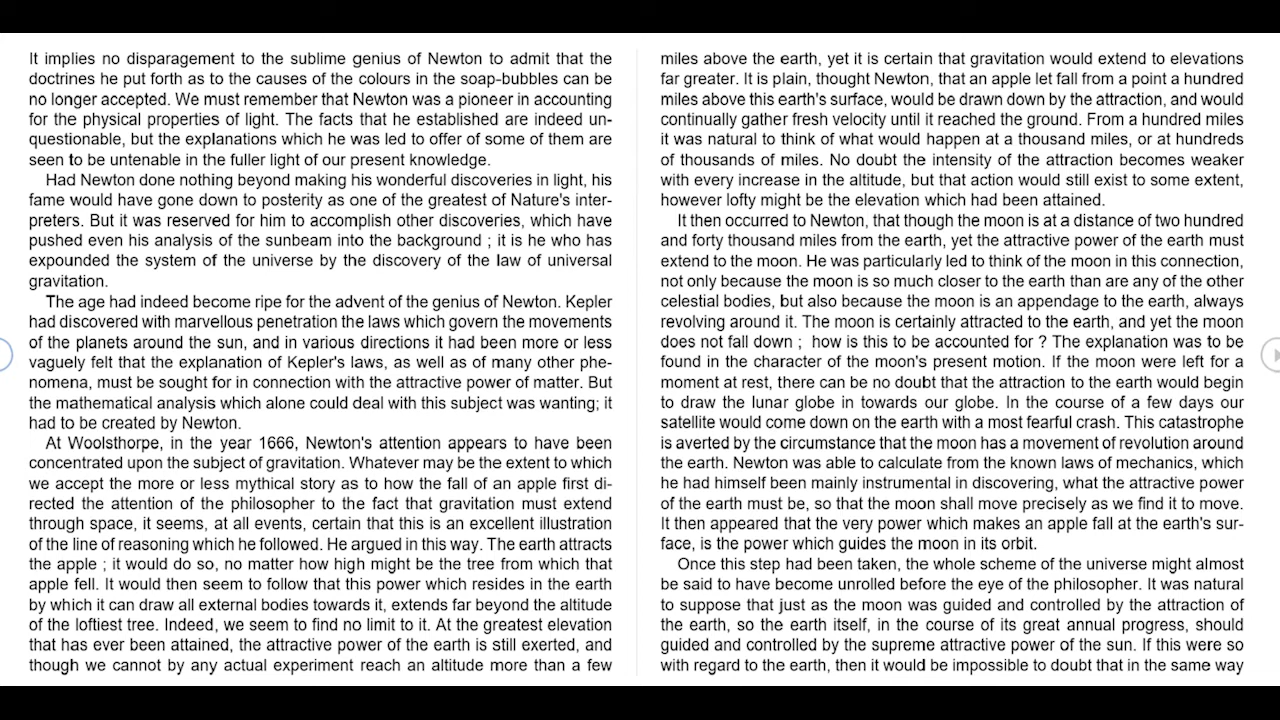 It implies no disparagement to the sublime genius of Newton to admit that the
doctrines he put forth as to the causes of the colours in the soap-bubbles can be
no longer accepted. We must remember that Newton was a pioneer in accounting
for the physical properties of light. The facts that he established are indeed un-
questionable, but the explanations which he was led to offer of some of them are
seen to be untenable in the fuller light of our present knowledge.
Had Newton done nothing beyond making his wonderful discoveries in light, his
fame would have gone down to posterity as one of the greatest of Nature's inter-
preters. But it was reserved for him to accomplish other discoveries, which have
pushed even his analysis of the sunbeam into the background ; it is he who has
expounded the system of the universe by the discovery of the law of universal
gravitation.
The age had indeed become ripe for the advent of the genius of Newton. Kepler
had discovered with marvellous penetration the laws which govern the movements
of the planets around the sun, and in various directions it had been more or less
vaguely felt that the explanation of Kepler's laws, as well as of many other phe-
nomena, must be sought for in connection with the attractive power of matter. But
the mathematical analysis which alone could deal with this subject was wanting; it
had to be created by Newton.
At Woolsthorpe, in the year 1666, Newton's attention appears to have been
concentrated upon the subject of gravitation. Whatever may be the extent to which
we accept the more or less mythical story as to how the fall of an apple first di-
rected the attention of the philosopher to the fact that gravitation must extend
through space, it seems, at all events, certain that this is an excellent illustration
of the line of reasoning which he followed. He argued in this way. The earth attracts
the apple ; it would do so, no matter how high might be the tree from which that
apple fell. It would then seem to follow that this power which resides in the earth
by which it can draw all external bodies towards it, extends far beyond the altitude
of the loftiest tree. Indeed, we seem to find no limit to it. At the greatest elevation
that has ever been attained, the attractive power of the earth is still exerted, and
though we cannot by any actual experiment reach an altitude more than a few
miles above the earth, yet it is certain that gravitation would extend to elevations
far greater. It is plain, thought Newton, that an apple let fall from a point a hundred
miles above this earth's surface, would be drawn down by the attraction, and would
continually gather fresh velocity until it reached the ground. From a hundred miles
it was natural to think of what would happen at a thousand miles, or at hundreds
of thousands of miles. No doubt the intensity of the attraction becomes weaker
with every increase in the altitude, but that action would still exist to some extent,
however lofty might be the elevation which had been attained.
It then occurred to Newton, that though the moon is at a distance of two hundred
and forty thousand miles from the earth, yet the attractive power of the earth must
extend to the moon. He was particularly led to think of the moon in this connection,
not only because the moon is so much closer to the earth than are any of the other
celestial bodies, but also because the moon is an appendage to the earth, always
revolving around it. The moon is certainly attracted to the earth, and yet the moon
does not fall down ; how is this to be accounted for ? The explanation was to be
found in the character of the moon's present motion. If the moon were left for a
moment at rest, there can be no doubt that the attraction to the earth would begin
to draw the lunar globe in towards our globe. In the course of a few days our
satellite would come down on the earth with a most fearful crash. This catastrophe
is averted by the circumstance that the moon has a movement of revolution around
the earth. Newton was able to calculate from the known laws of mechanics, which
he had himself been mainly instrumental in discovering, what the attractive power
of the earth must be, so that the moon shall move precisely as we find it to move.
It then appeared that the very power which makes an apple fall at the earth's sur-
face, is the power which guides the moon in its orbit.
Once this step had been taken, the whole scheme of the universe might almost
be said to have become unrolled before the eye of the philosopher. It was natural
to suppose that just as the moon was guided and controlled by the attraction of
the earth, so the earth itself, in the course of its great annual progress, should
guided and controlled by the supreme attractive power of the sun. If this were so
with regard to the earth, then it would be impossible to doubt that in the same way